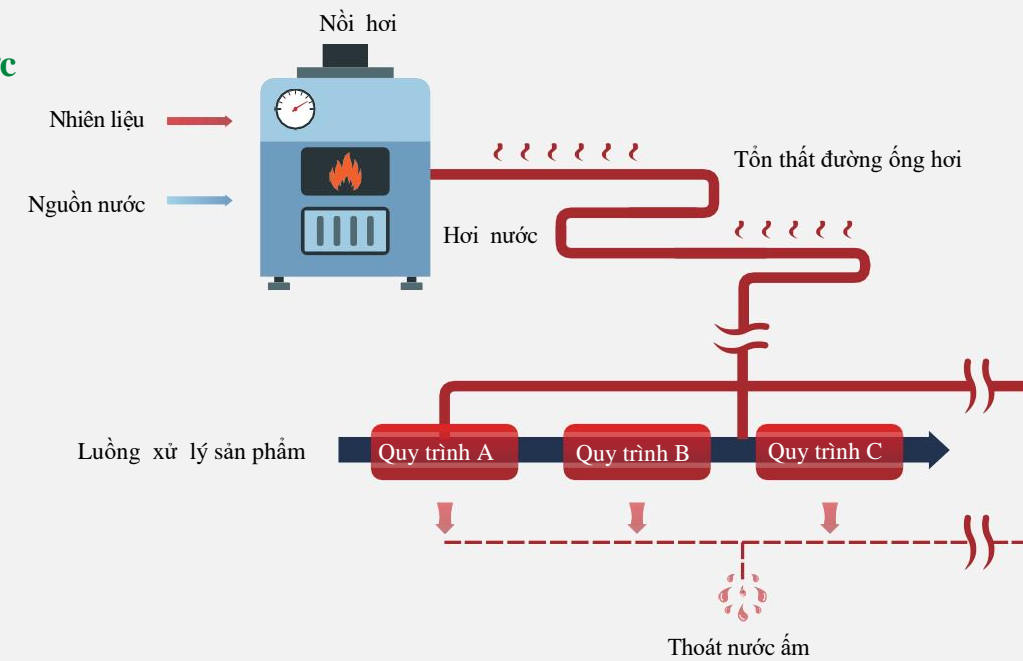 Nồi hơi
ức
Nhiên liệu
Tổn thất đường ống hơi
Nguồn nước
Hơi nước
Luồng xử lý sản phẩm
Quy trình A
Quy trình B
Quy trình C
Thoát nước ấm